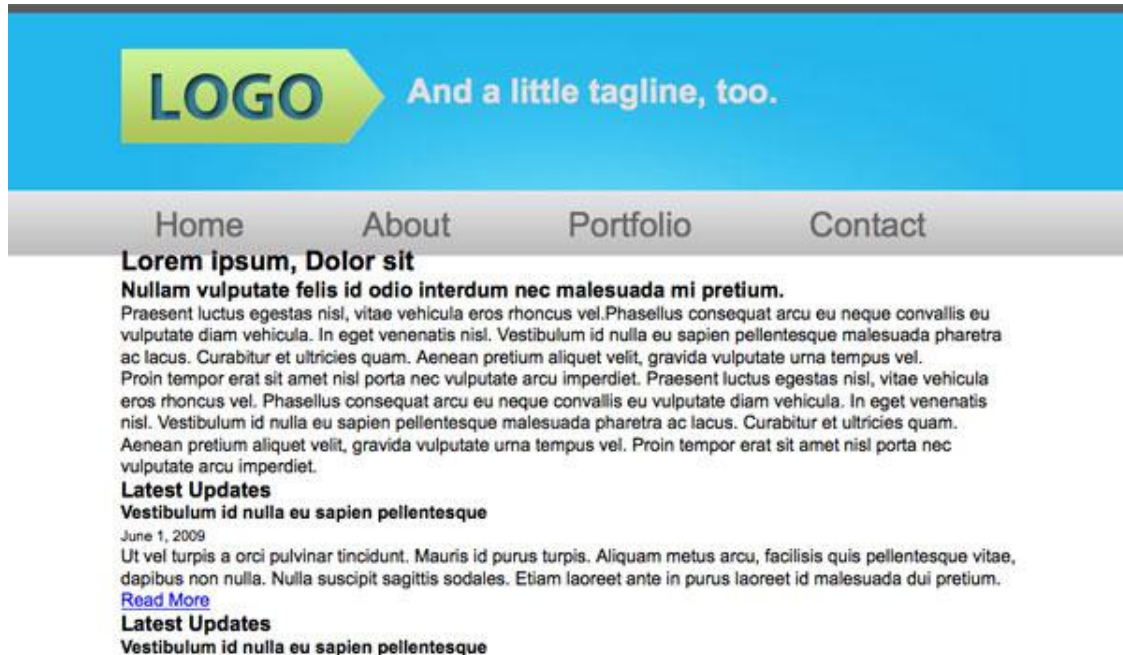 LOGO
And a little tagline, too.
Home About Portfolio Contact
Lorem ipsum, Dolor sit
Nullam vulputate felis id odio interdum nec malesuada mi pretium.
Praesent luctus egestas nisl, vitae vehicula eros rhoncus vel.Phasellus consequat arcu eu neque convallis eu
vulputate diam vehicula. In eget venenatis nisl. Vestibulum id nulla eu sapien pellentesque malesuada pharetra
ac lacus. Curabitur et ultricies quam. Aenean pretium aliquet velit, gravida vulputate urna tempus vel.
Proin tempor erat sit amet nisl porta nec vulputate arcu imperdiet. Praesent luctus egestas nisl, vitae vehicula
eros rhoncus vel. Phasellus consequat arcu eu neque convallis eu vulputate diam vehicula. In eget venenatis
nisl. Vestibulum id nulla eu sapien pellentesque malesuada pharetra ac lacus. Curabitur et ultricies quam.
Aenean pretium aliquet velit, gravida vulputate urna tempus vel. Proin tempor erat sit amet nisl porta nec
vulputate arcu imperdiet.
Latest Updates
Vestibulum id nulla eu sapien pellentesque
June 1, 2009
Ut vel turpis a orci pulvinar tincidunt. Mauris id purus turpis. Aliquam metus arcu, facilisis quis pellentesque vitae,
dapibus non nulla. Nulla suscipit sagittis sodales. Etiam laoreet ante in purus laoreet id malesuada dui pretium.
Read More
Latest Updates
Vestibulum id nulla eu sapien pellentesque